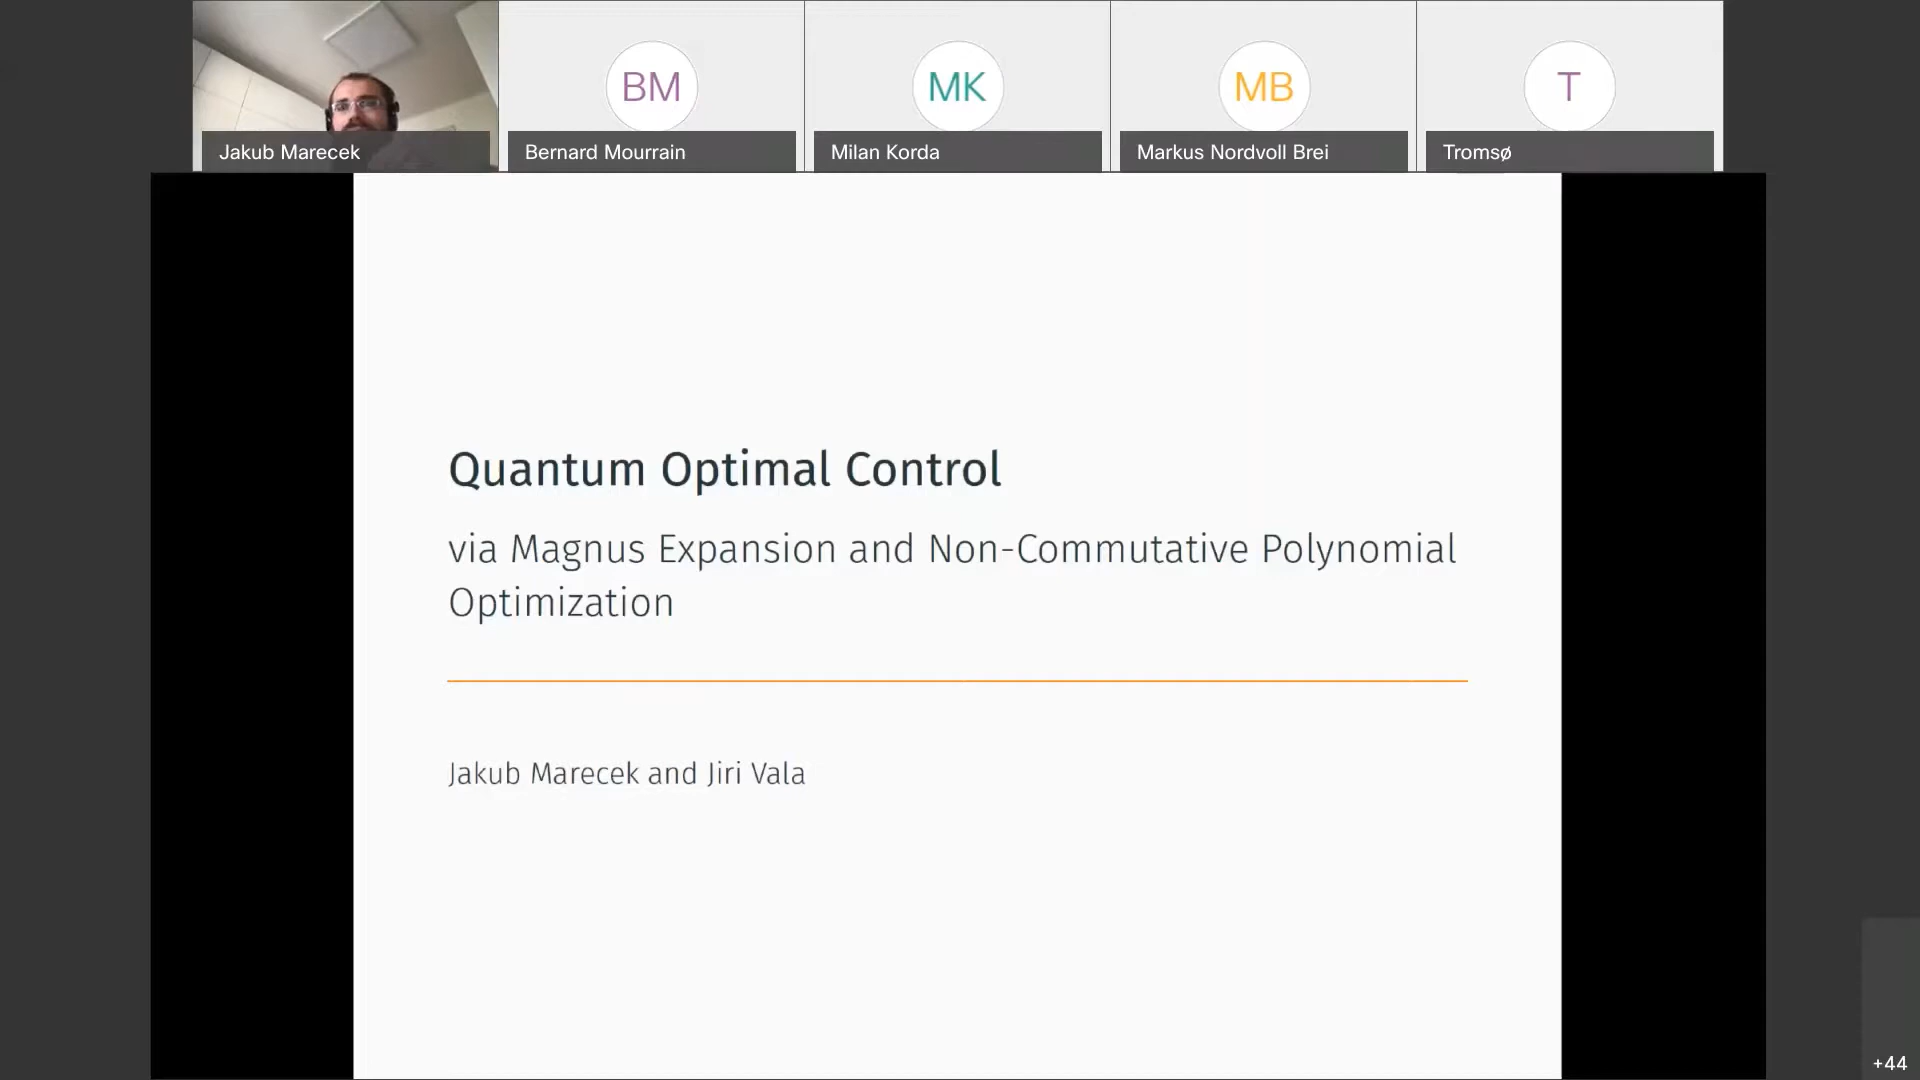 BM
MK
MB
T
Jakub Marecek
Bernard Mourrain
Milan Korda
Markus Nordvoll Brei
Tromsø
Quantum Optimal Control
via Magnus Expansion and Non-Commutative Polynomial
Optimization
Jakub Marecek and Jiri Vala
+44